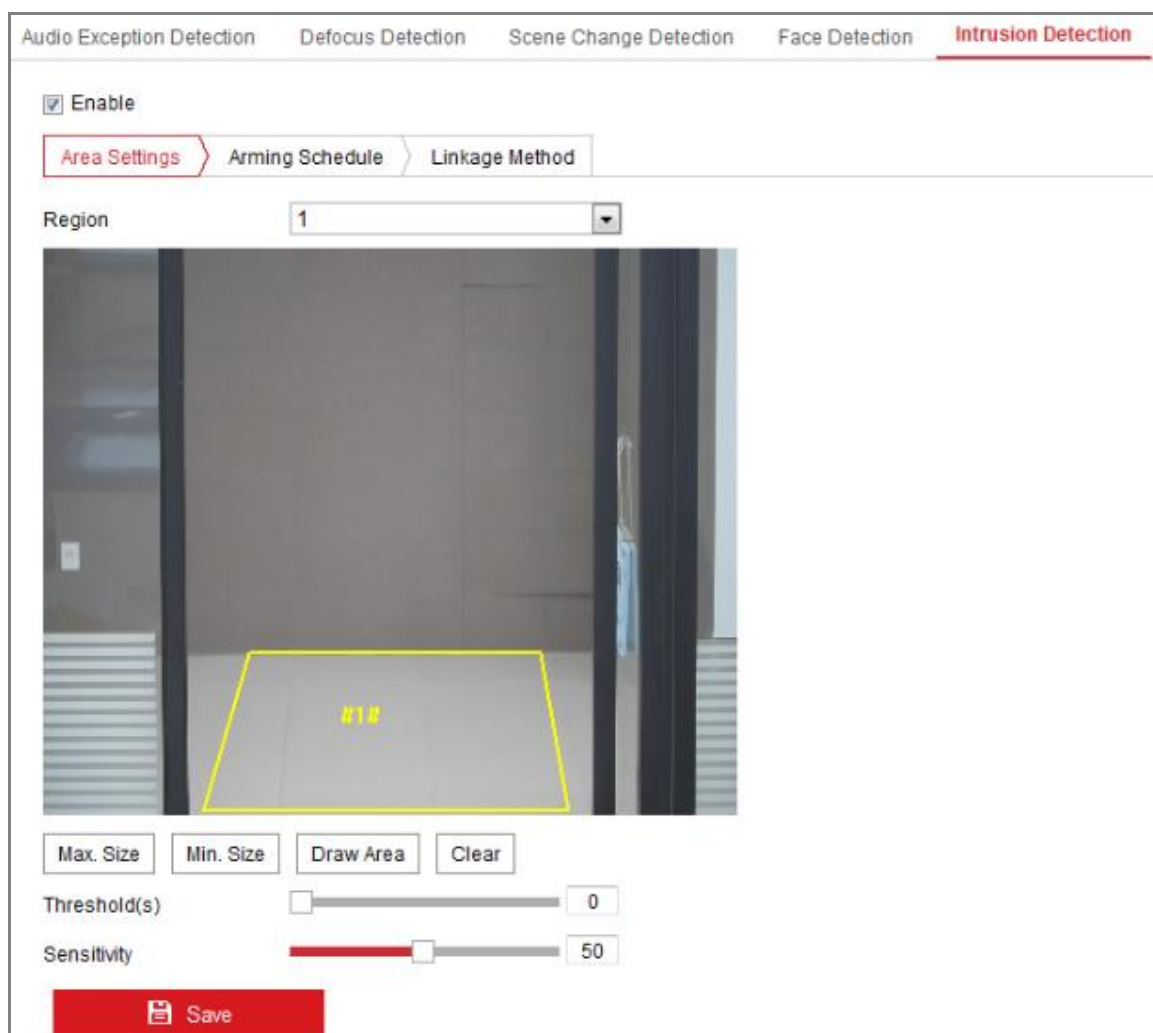 Audio Exception Detection Defocus Detection Scene Change Detection Face Detection Intrusion Detection
Enable
Area Settings Arming Schedule Linkage Method
Region 1
#1#
Max. Size Min. Size Draw Area Clear
Threshold(s) 0
Sensitivity 50
Save